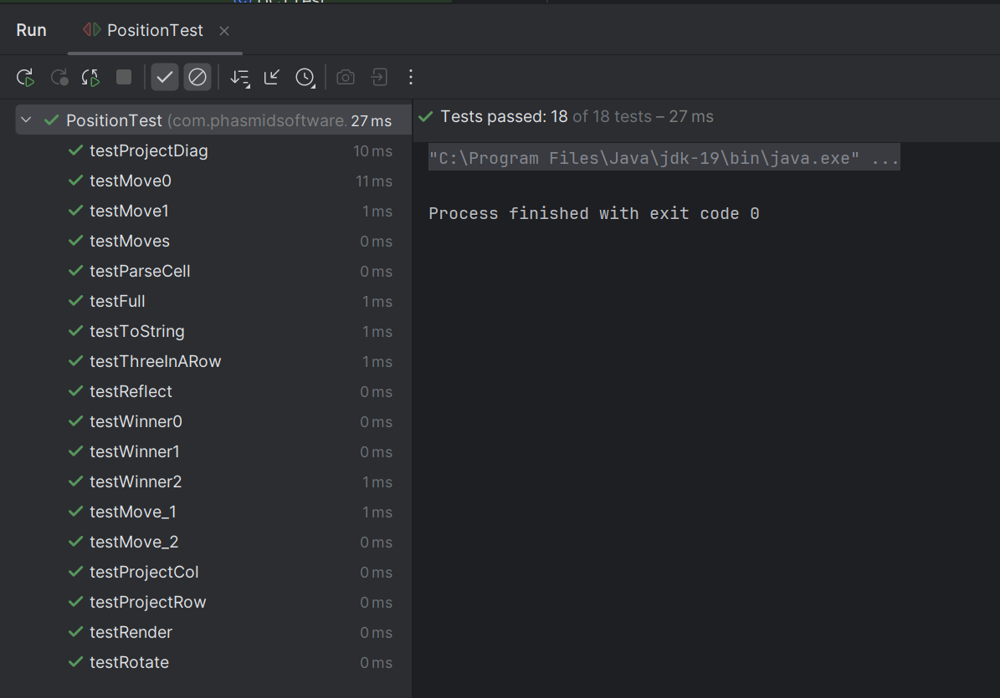 Run PositionTest
PositionTest (com.phasmidsoftware. 27 ms
testProjectDiag 10 ms
testMove0 11 ms
testMove1 1 ms
testMoves 0 ms
testParseCell 0 ms
testFull 1 ms
testToString 1 ms
testThreeInARow 1 ms
testReflect 0 ms
testWinner0 0 ms
testWinner1 0 ms
testWinner2 1 ms
testMove_1 1 ms
testMove_2 0 ms
testProjectCol 0 ms
testProjectRow 0 ms
testRender 0 ms
testRotate 0 ms
Tests passed: 18 of 18 tests – 27 ms
"C:\Program Files\Java\jdk-19\bin\java.exe" ...
Process finished with exit code 0